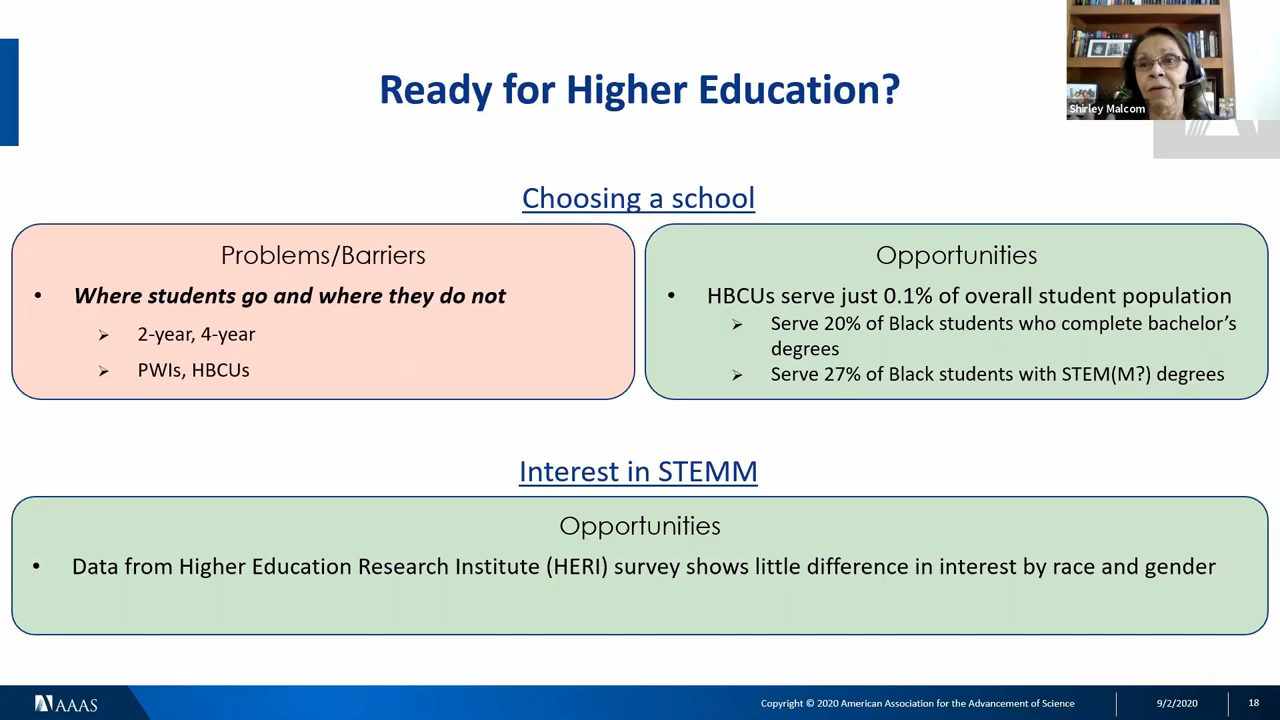 Ready for Higher Education?
Shirley Malcom
Choosing a school
Problems/Barriers
• Where students go and where they do not
➢ 2-year, 4-year
➢ PWIs, HBCUs
Opportunities
• HBCUs serve just 0.1% of overall student population
➢ Serve 20% of Black students who complete bachelor’s
degrees
➢ Serve 27% of Black students with STEM(M?) degrees
Interest in STEMM
Opportunities
• Data from Higher Education Research Institute (HERI) survey shows little difference in interest by race and gender
AAAS
Copyright © 2020 American Association for the Advancement of Science
9/2/2020
18